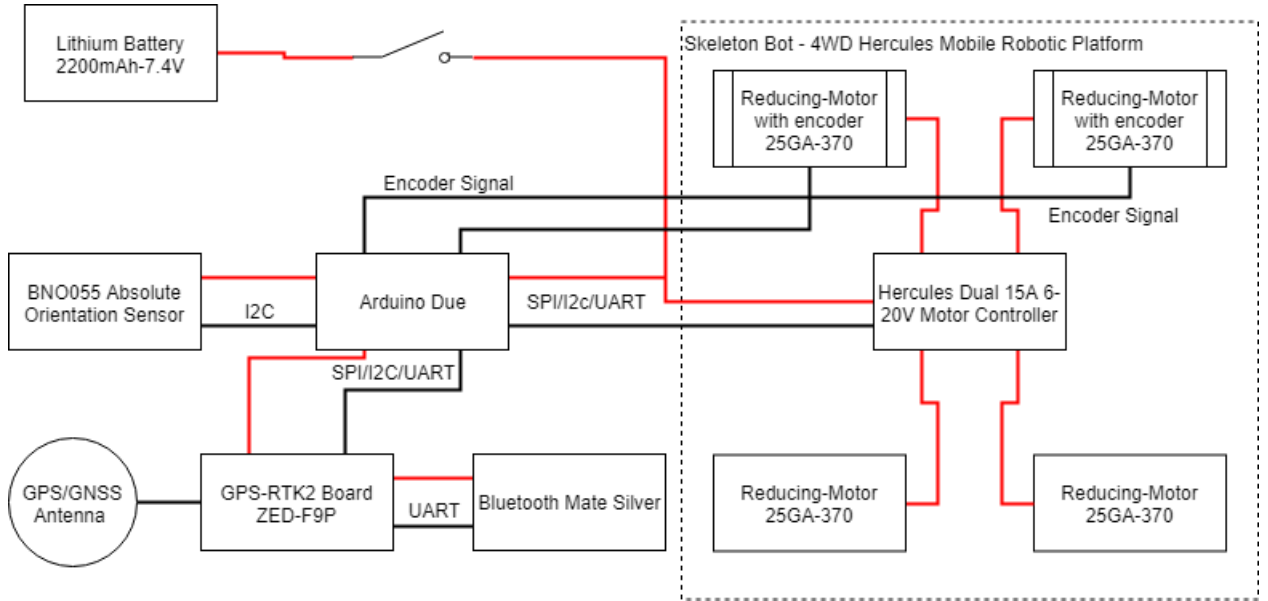 Lithium Battery
2200mAh-7.4V
Skeleton Bot - 4WD Hercules Mobile Robotic Platform
Reducing-Motor
with encoder
25GA-370
Reducing-Motor
with encoder
25GA-370
Encoder Signal
Encoder Signal
BNO055 Absolute
Orientation Sensor
I2C
Arduino Due
SPI/I2c/UART
Hercules Dual 15A 6-
20V Motor Controller
SPI/I2C/UART
GPS/GNSS
Antenna
GPS-RTK2 Board
ZED-F9P
UART
Bluetooth Mate Silver
Reducing-Motor
25GA-370
Reducing-Motor
25GA-370